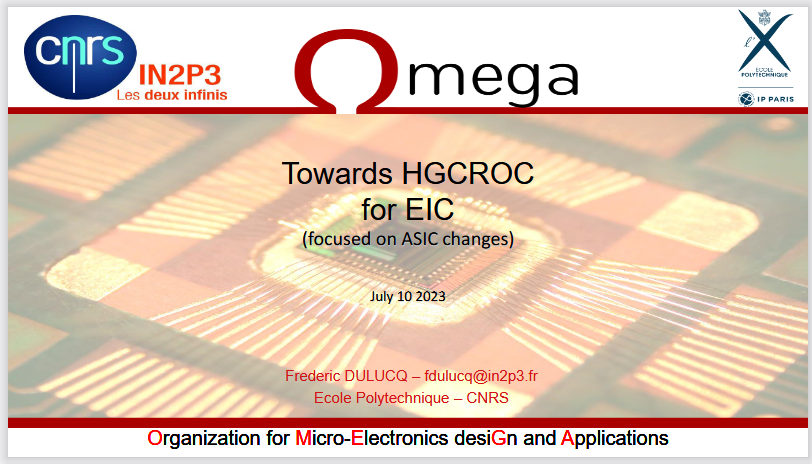 cnrs
IN2P3
Les deux infinis
Omega
ÉCOLE
POLYTECHNIQUE
IP PARIS
Towards HGCROC
for EIC
(focused on ASIC changes)
July 10 2023
Frederic DULUCQ – fdulucq@in2p3.fr
Ecole Polytechnique – CNRS
Organization for Micro-Electronics desiGn and Applications